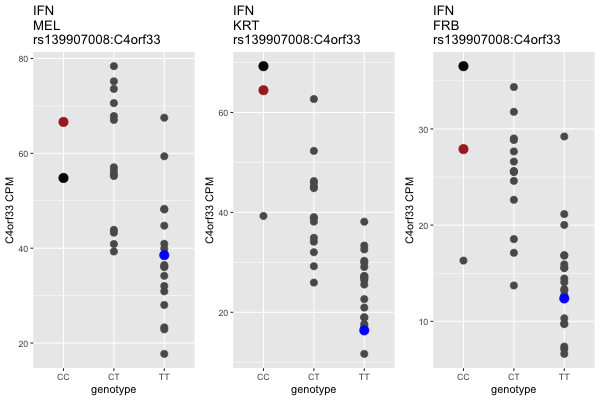 IFN
MEL
rs139907008:C4orf33
80
60
40
20
C4orf33 CPM
CC CT TT
genotype
IFN
KRT
rs139907008:C4orf33
60
40
20
C4orf33 CPM
CC CT TT
genotype
IFN
FRB
rs139907008:C4orf33
30
20
10
C4orf33 CPM
CC CT TT
genotype